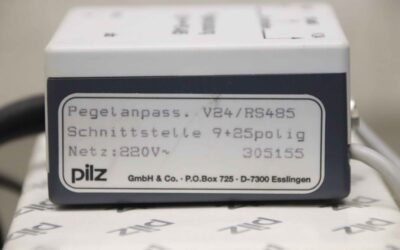 Pegelanpass. V24/RS485
Schnittstelle 9+25polig
Netz:220V~ 305155
pilz
GmbH & Co. · P.O.Box 725 · D-7300 Esslingen